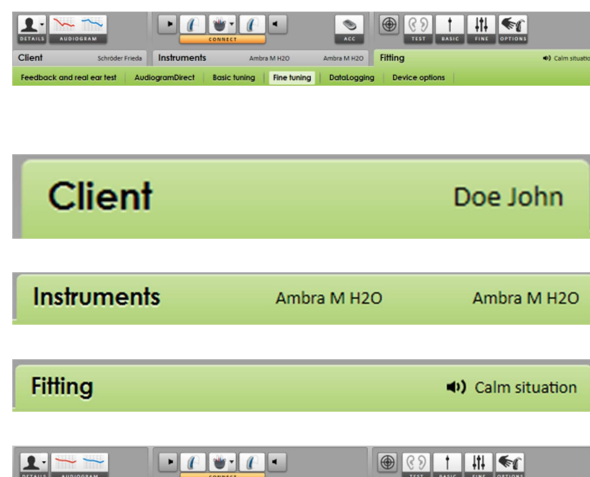 DETAILS AUDIOGRAM CONNECT ACC TEST BASIC FINE OPTIONS
Client Schröder Frieda Instruments Ambra M H2O Ambra M H2O Fitting Calm situation
Feedback and real ear test AudiogramDirect Basic tuning Fine tuning DataLogging Device options
Client Doe John
Instruments Ambra M H2O Ambra M H2O
Fitting Calm situation
DETAILS AUDIOGRAM CONNECT TEST BASIC FINE OPTIONS